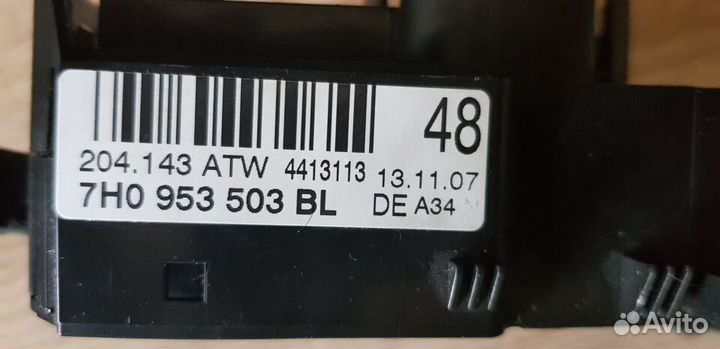 48
204.143 ATW 4413113 13.11.07
7H0 953 503 BL DE A34
Avito